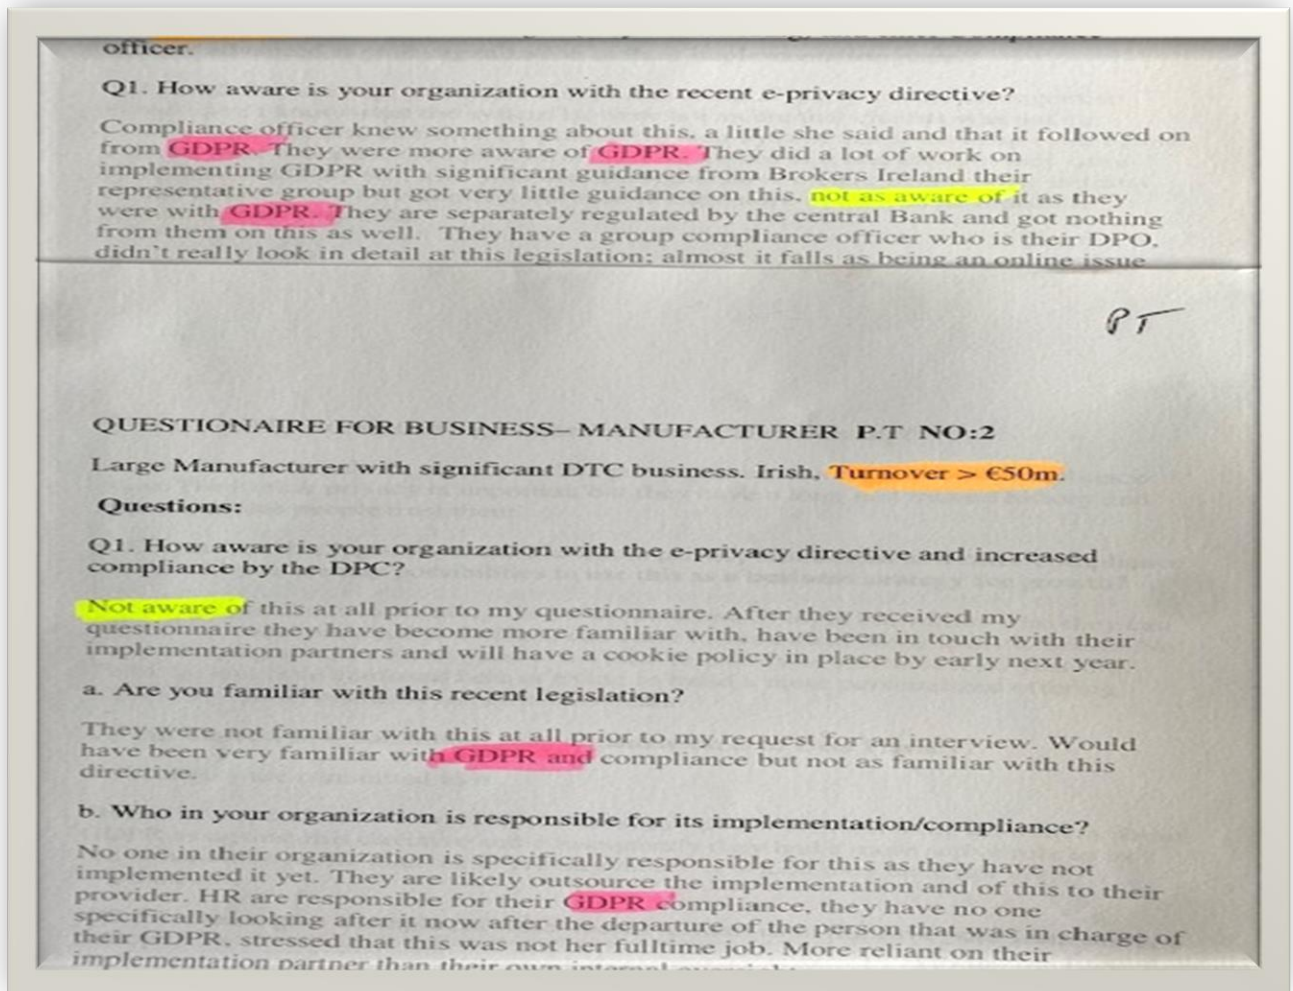 officer.
Q1. How aware is your organization with the recent e-privacy directive?
Compliance officer knew something about this, a little she said and that it followed on
from GDPR. They were more aware of GDPR. They did a lot of work on
implementing GDPR with significant guidance from Brokers Ireland their
representative group but got very little guidance on this, not as aware of it as they
were with GDPR. They are separately regulated by the central Bank and got nothing
from them on this as well. They have a group compliance officer who is their DPO,
didn't really look in detail at this legislation; almost it falls as being an online issue
PT
QUESTIONAIRE FOR BUSINESS– MANUFACTURER P.T NO:2
Large Manufacturer with significant DTC business. Irish, Turnover > €50m.
Questions:
Q1. How aware is your organization with the e-privacy directive and increased
compliance by the DPC?
Not aware of this at all prior to my questionnaire. After they received my
questionnaire they have become more familiar with, have been in touch with their
implementation partners and will have a cookie policy in place by early next year.
a. Are you familiar with this recent legislation?
They were not familiar with this at all prior to my request for an interview. Would
have been very familiar with GDPR and compliance but not as familiar with this
directive.
b. Who in your organization is responsible for its implementation/compliance?
No one in their organization is specifically responsible for this as they have not
implemented it yet. They are likely outsource the implementation and of this to their
provider. HR are responsible for their GDPR compliance, they have no one
specifically looking after it now after the departure of the person that was in charge of
their GDPR, stressed that this was not her fulltime job. More reliant on their
implementation partner than their own internal